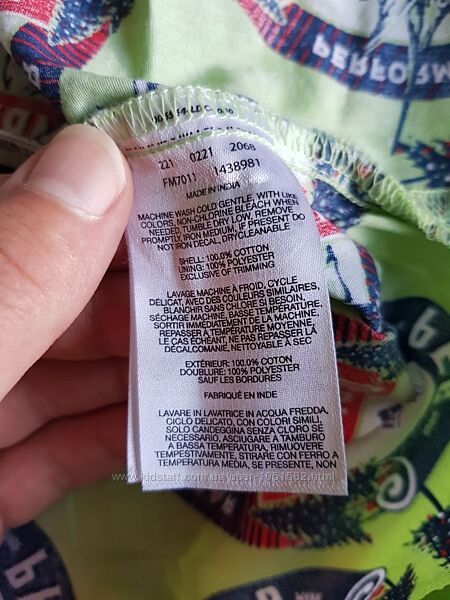 PERFO
221 0221 2068
FM7011 1438981
MADE IN INDIA
MACHINE WASH COLD GENTLE, WITH LIKE
COLORS, NON-CHLORINE BLEACH WHEN
NEEDED, TUMBLE DRY LOW, REMOVE
PROMPTLY, IRON MEDIUM, IF PRESENT DO
NOT IRON DECAL, DRYCLEANABLE
SHELL: 100.0% COTTON
LINING: 100% POLYESTER
EXCLUSIVE OF TRIMMING
LAVAGE MACHINE À FROID, CYCLE
DÉLICAT, AVEC DES COULEURS SIMILAIRES,
BLANCHIR SANS CHLORE SI BESOIN,
SÉCHAGE MACHINE, BASSE TEMPÉRATURE,
SORTIR IMMÉDIATEMENT DE LA MACHINE,
REPASSER À TEMPÉRATURE MOYENNE,
LE CAS ÉCHÉANT, NE PAS REPASSER LA
DÉCALCOMANIE, NETTOYABLE À SEC
EXTÉRIEUR: 100.0% COTON
DOUBLURE: 100% POLYESTER
SAUF LES BORDURES
FABRIQUÉ EN INDE
LAVARE IN LAVATRICE IN ACQUA FREDDA,
CICLO DELICATO, CON COLORI SIMILI,
SOLO CANDEGGINA SENZA CLORO SE
NECESSARIO, ASCIUGARE A TAMBURO
A BASSA TEMPERATURA, RIMUOVERE
TEMPESTIVAMENTE, STIRARE CON FERRO A
TEMPERATURA MEDIA, SE PRESENTE, NON
www.kidstaff.com.ua